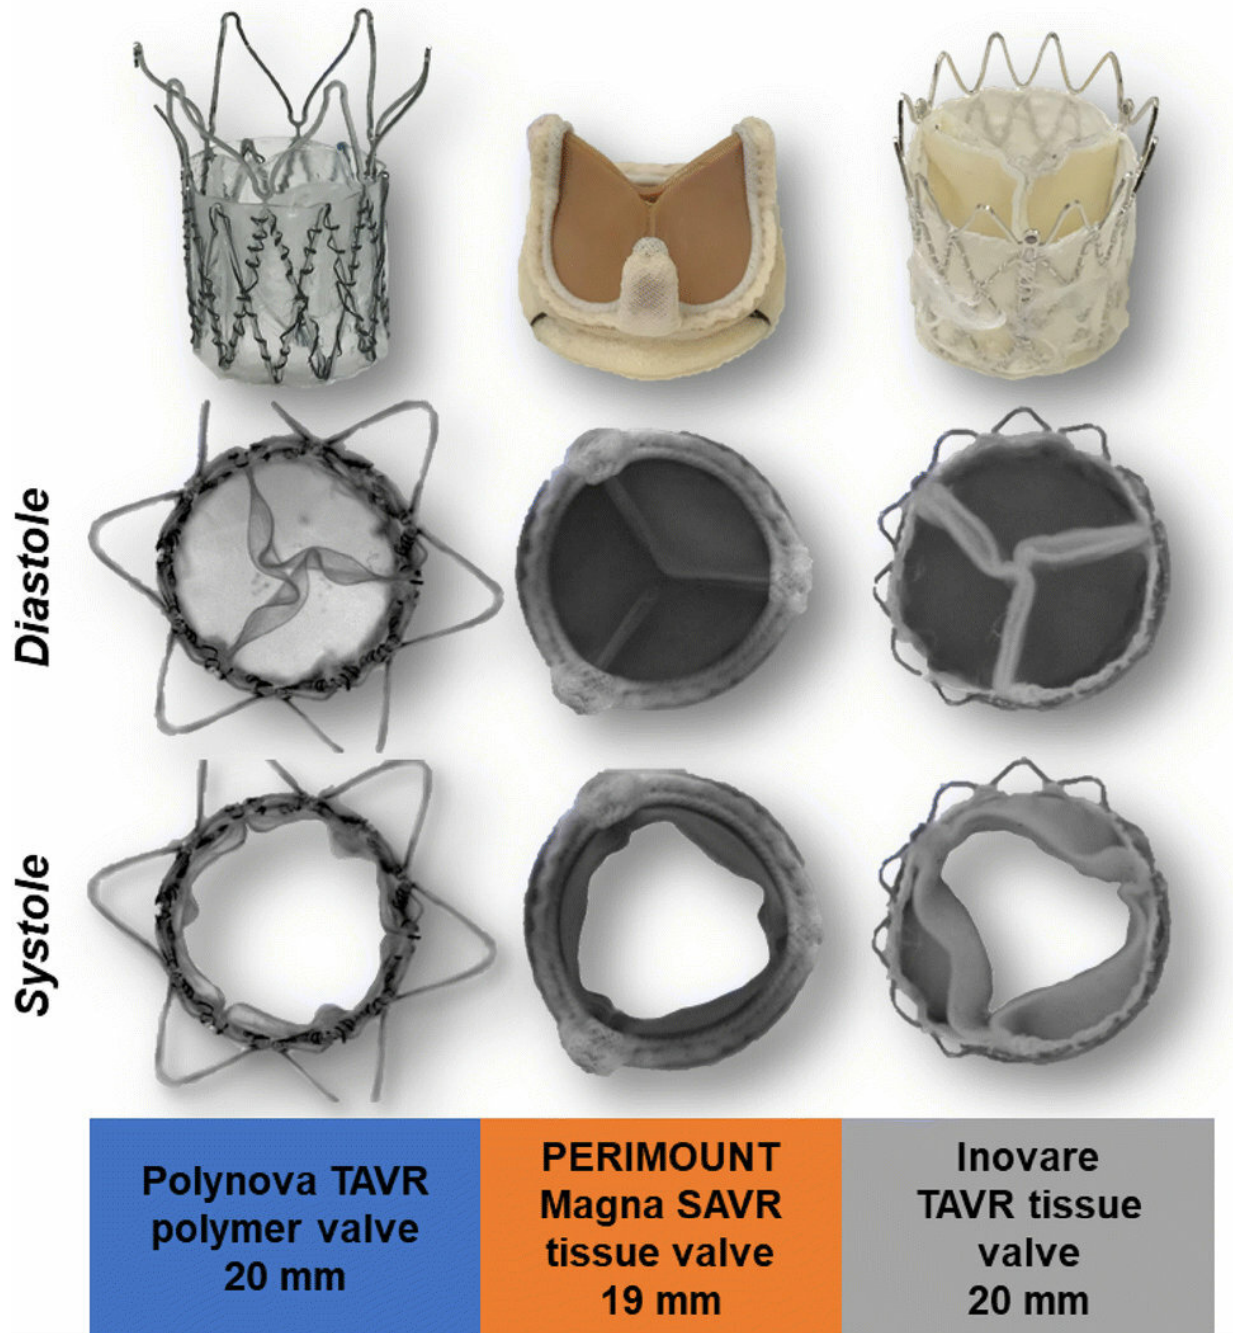 Diastole
Systole
Polynova TAVR
polymer valve
20 mm
PERIMOUNT
Magna SAVR
tissue valve
19 mm
Inovare
TAVR tissue
valve
20 mm